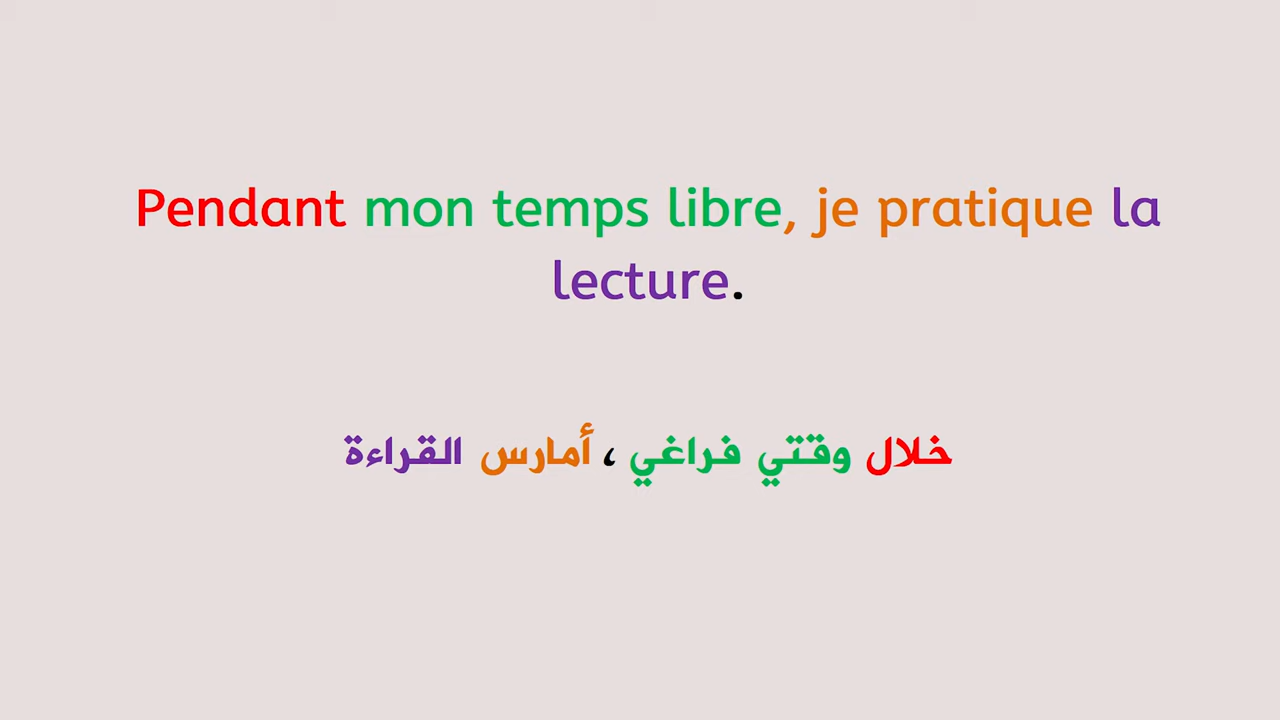 Pendant mon temps libre, je pratique la
lecture.
خلال وقتي فراغي ، أمارس القراءة